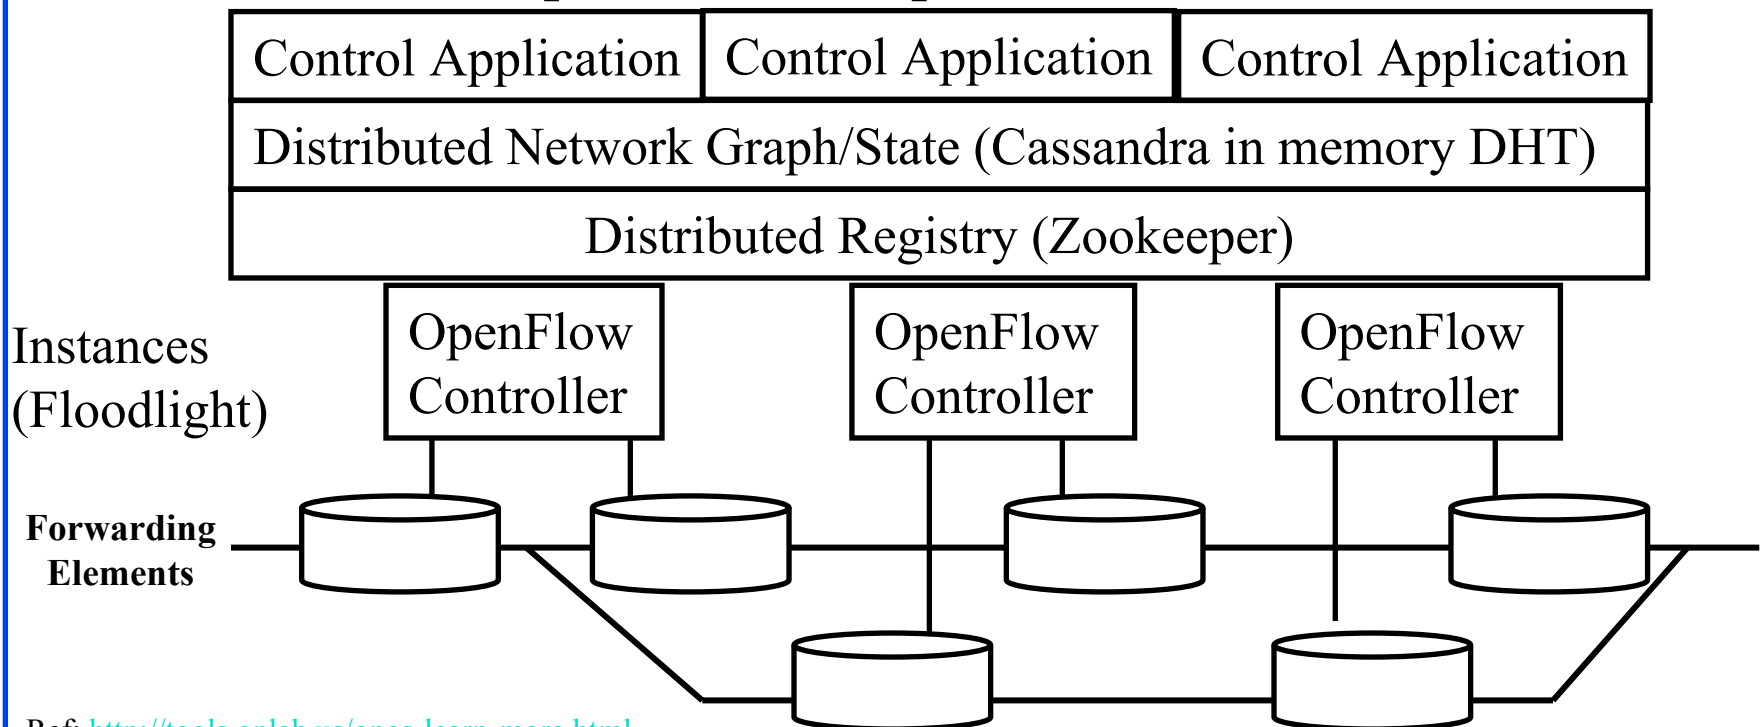 Control Application Control Application Control Application
Distributed Network Graph/State (Cassandra in memory DHT)
Distributed Registry (Zookeeper)
Instances
(Floodlight)
OpenFlow
Controller
OpenFlow
Controller
OpenFlow
Controller
Forwarding
Elements